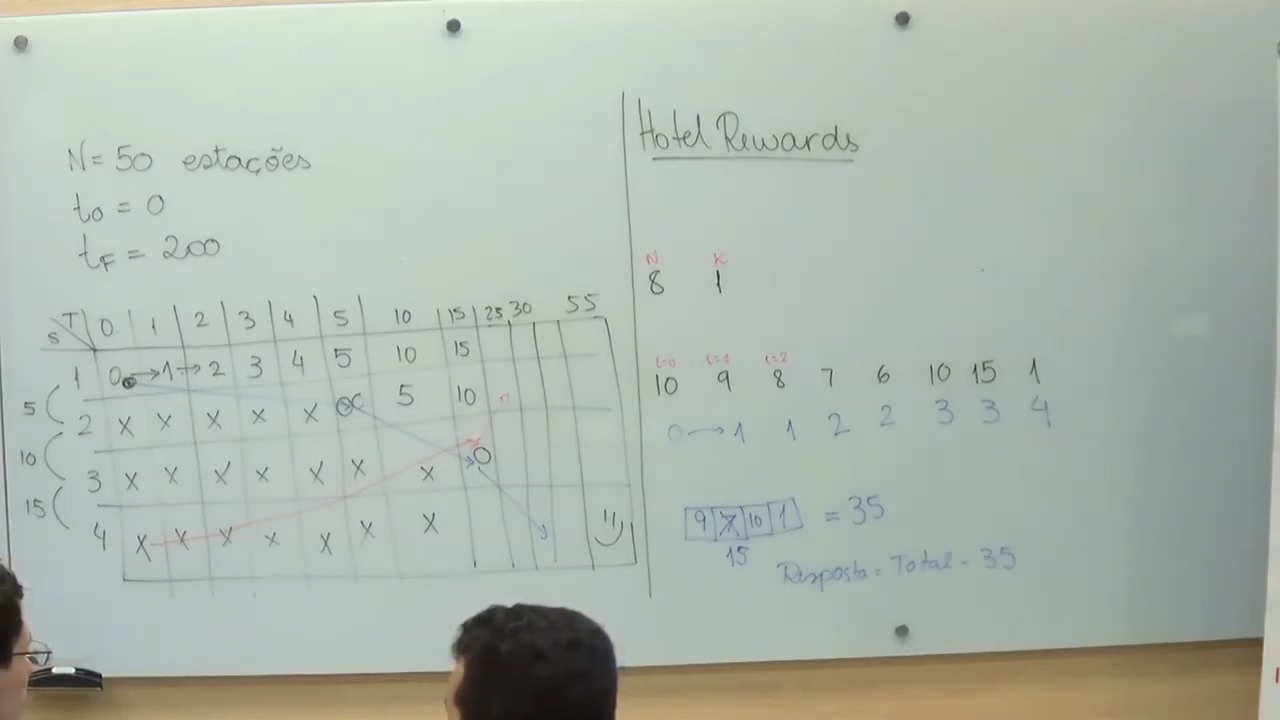 N = 50 estações
t0 = 0
tF = 200
S T 0 1 2 3 4 5 10 15 25 30 55
1 0 → 1 → 2 3 4 5 10 15
5 2 X X X X X 5 10
10 3 X X X X X X X 0
15 4 X X X X X X X
Hotel Rewards
N K
8 1
i=0 i=1 i=2
10 9 8 7 6 10 15 1
0 → 1 1 2 2 3 3 4
9 7 10 1 = 35
15
Resposta = Total - 35